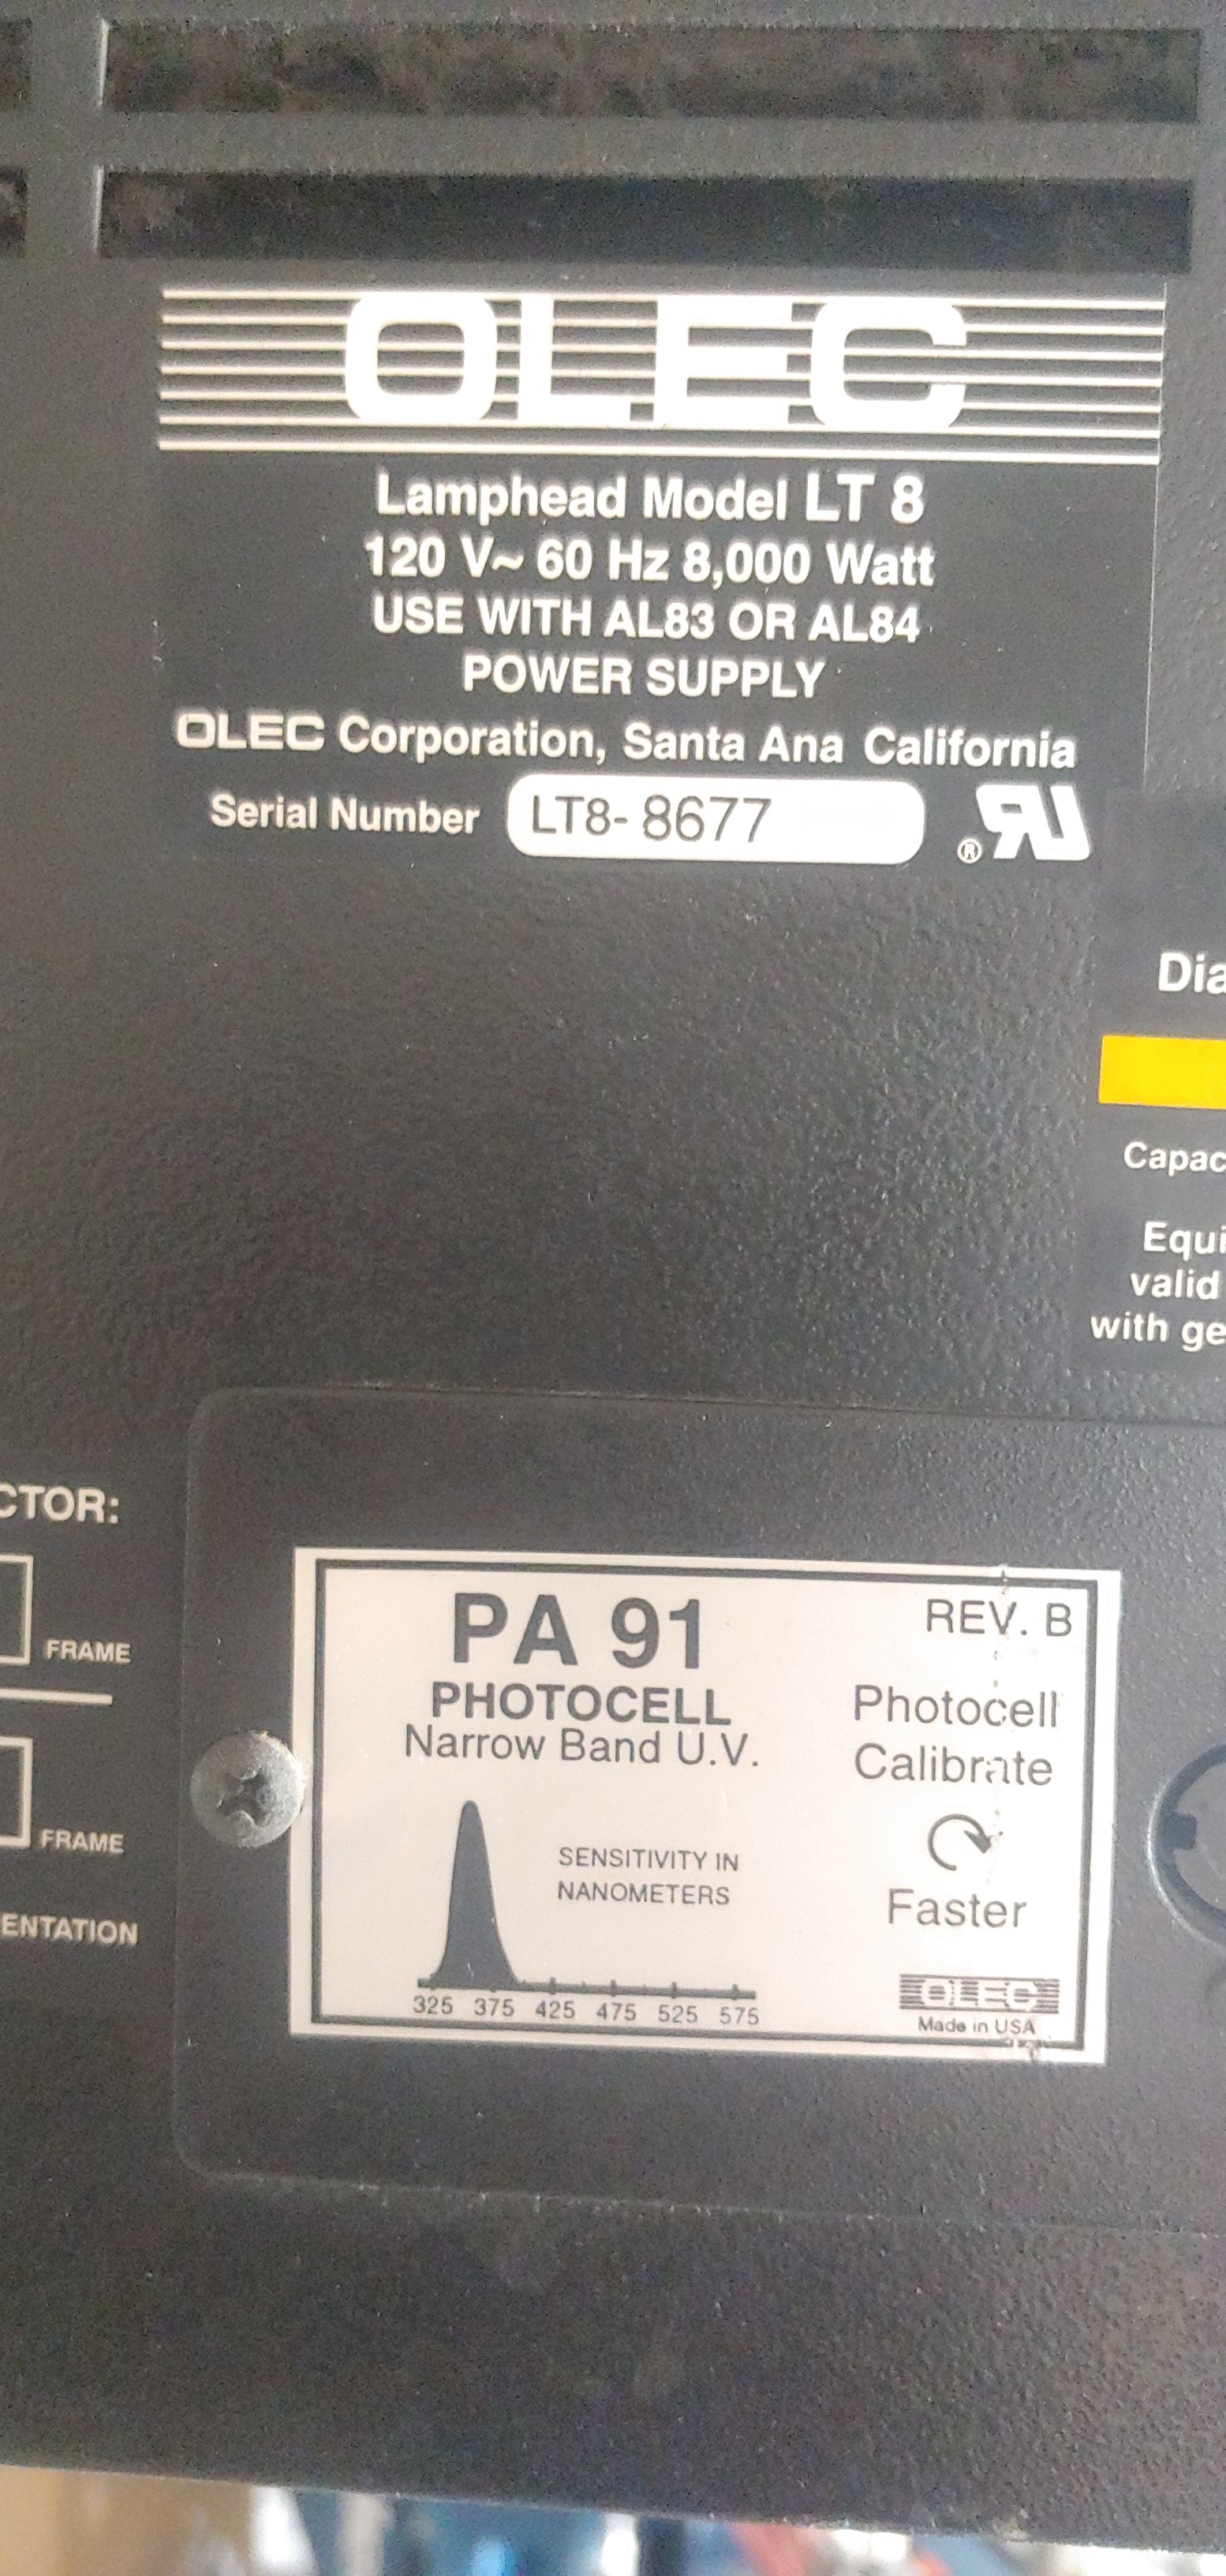 OLEC
Lamphead Model LT 8
120 V~ 60 Hz 8,000 Watt
USE WITH AL83 OR AL84
POWER SUPPLY
OLEC Corporation, Santa Ana California
Serial Number LT8- 8677
®
Dia
Capac
Equi
valid
with ge
CTOR:
FRAME
FRAME
ENTATION
PA 91
PHOTOCELL
Narrow Band U.V.
SENSITIVITY IN
NANOMETERS
325 375 425 475 525 575
REV. B
Photocell
Calibrate
Faster
OLEC
Made in USA